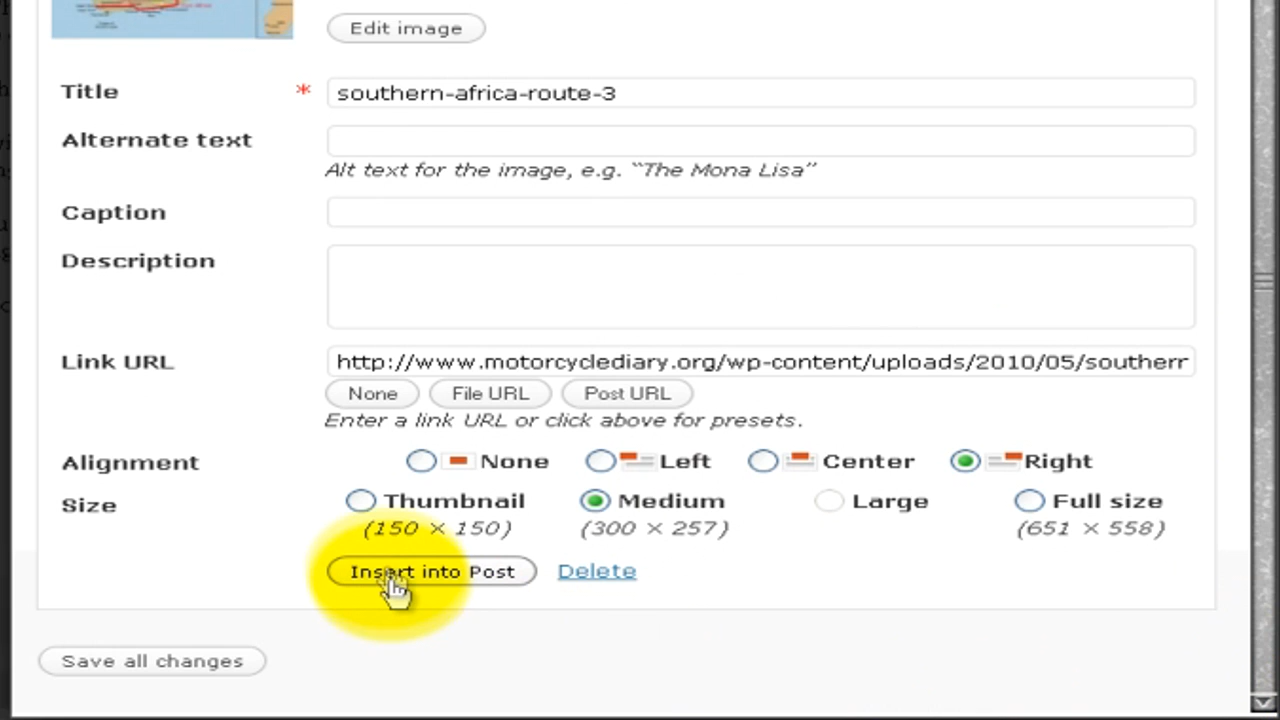 Edit image
Title * southern-africa-route-3
Alternate text
Alt text for the image, e.g. “The Mona Lisa”
Caption
Description
Link URL http://www.motorcyclediary.org/wp-content/uploads/2010/05/southerr
None File URL Post URL
Enter a link URL or click above for presets.
Alignment None Left Center Right
Size Thumbnail Medium Large Full size
(150 × 150) (300 × 257) (651 × 558)
Insert into Post Delete
Save all changes